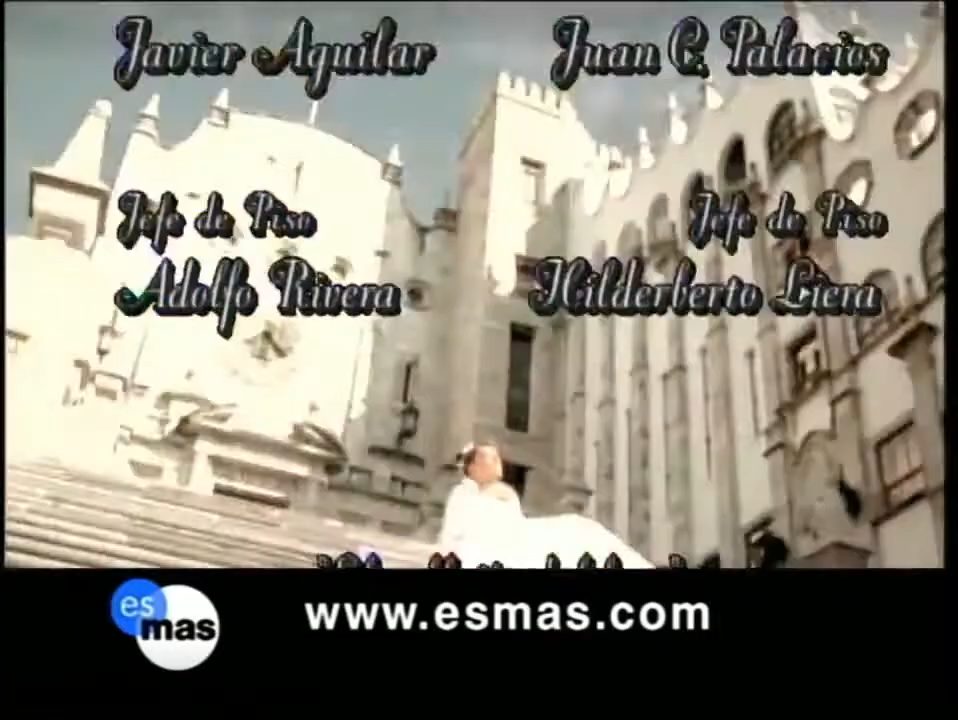 Javier Aguilar Juan C. Palacios
Jefe de Piso Jefe de Piso
Adolfo Rivera Hilderberto Liera
es
mas
www.esmas.com